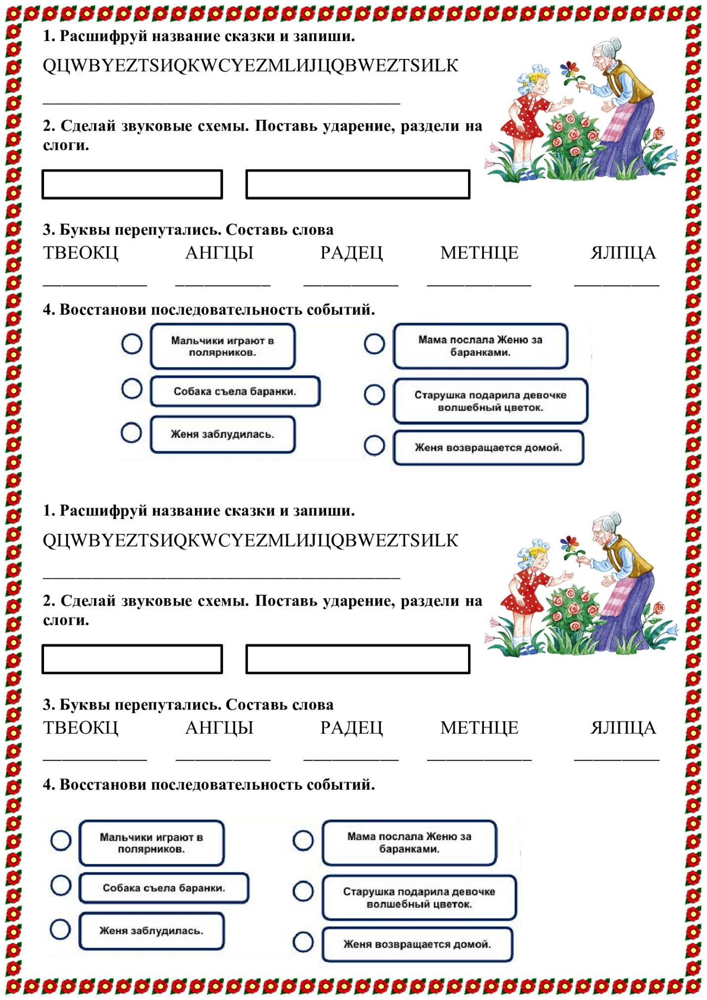 1. Расшифруй название сказки и запиши.
QЦWВYЕZТSИQКWСYЕZМLИJЦQВWЕZТSИLК
2. Сделай звуковые схемы. Поставь ударение, раздели на
слоги.
3. Буквы перепутались. Составь слова
ТВЕОКЦ АНГЦЫ РАДЕЦ МЕТНЦЕ ЯЛПЦА
4. Восстанови последовательность событий.
Мальчики играют в
полярников.
Собака съела баранки.
Женя заблудилась.
Мама послала Женю за
баранками.
Старушка подарила девочке
волшебный цветок.
Женя возвращается домой.
1. Расшифруй название сказки и запиши.
QЦWВYЕZТSИQКWСYЕZМLИJЦQВWЕZТSИLК
2. Сделай звуковые схемы. Поставь ударение, раздели на
слоги.
3. Буквы перепутались. Составь слова
ТВЕОКЦ АНГЦЫ РАДЕЦ МЕТНЦЕ ЯЛПЦА
4. Восстанови последовательность событий.
Мальчики играют в
полярников.
Собака съела баранки.
Женя заблудилась.
Мама послала Женю за
баранками.
Старушка подарила девочке
волшебный цветок.
Женя возвращается домой.